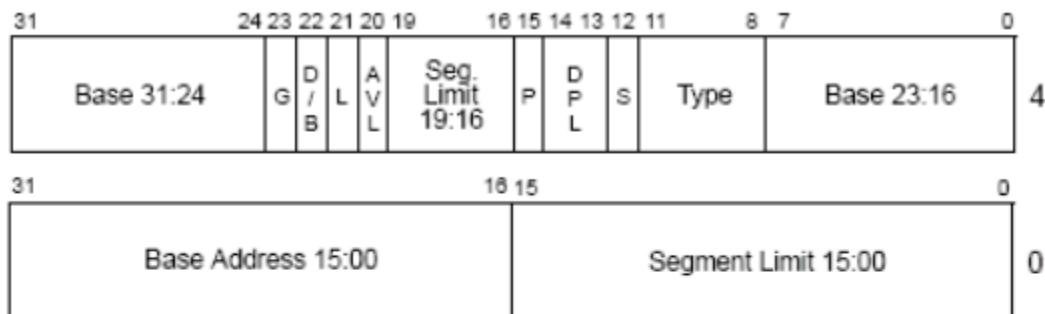 31 24 23 22 21 20 19 16 15 14 13 12 11 8 7 0
Base 31:24 G D/B L AVL Seg. Limit 19:16 P DPL S Type Base 23:16 4
31 16 15 0
Base Address 15:00 Segment Limit 15:00 0